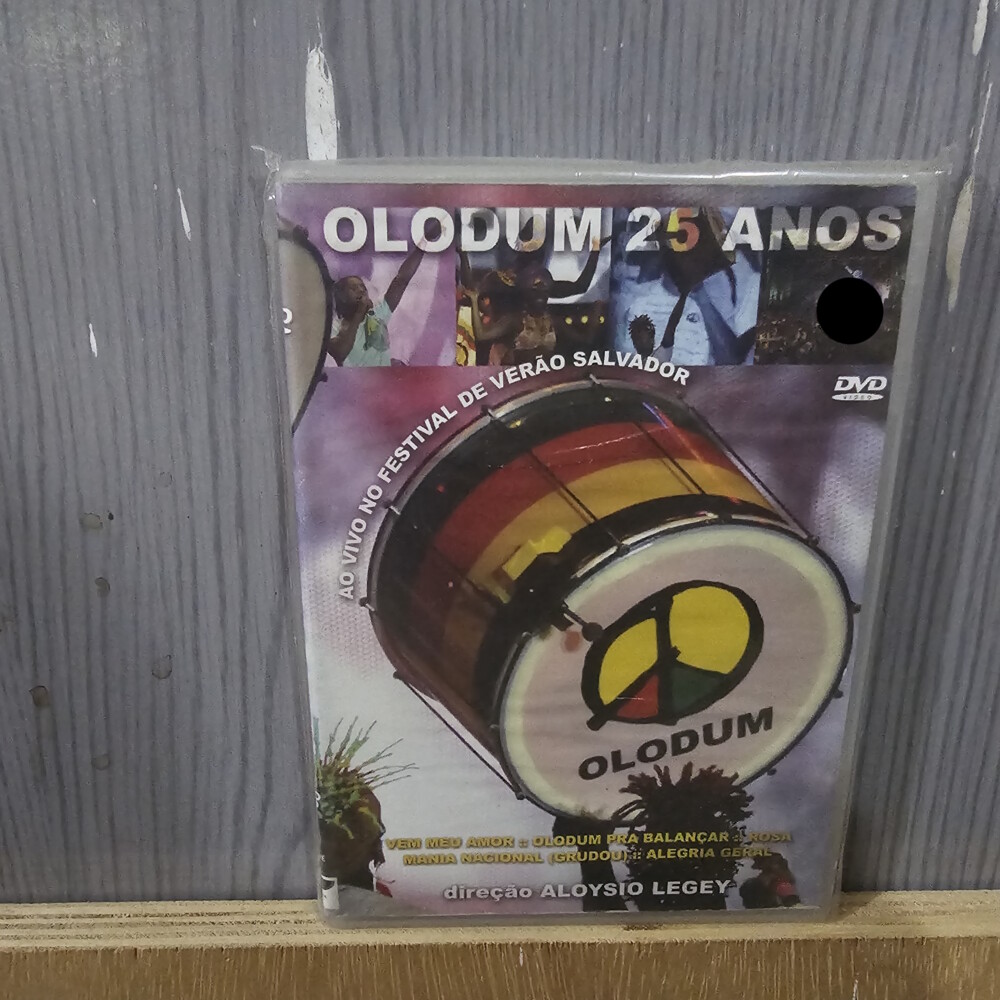 OLODUM 25 ANOS
AO VIVO NO FESTIVAL DE VERÃO SALVADOR
DVD
VIDEO
OLODUM
VEM MEU AMOR :: OLODUM PRA BALANÇAR :: ROSA
MANIA NACIONAL (GRUDOU) :: ALEGRIA GERAL
direção ALOYSIO LEGEY